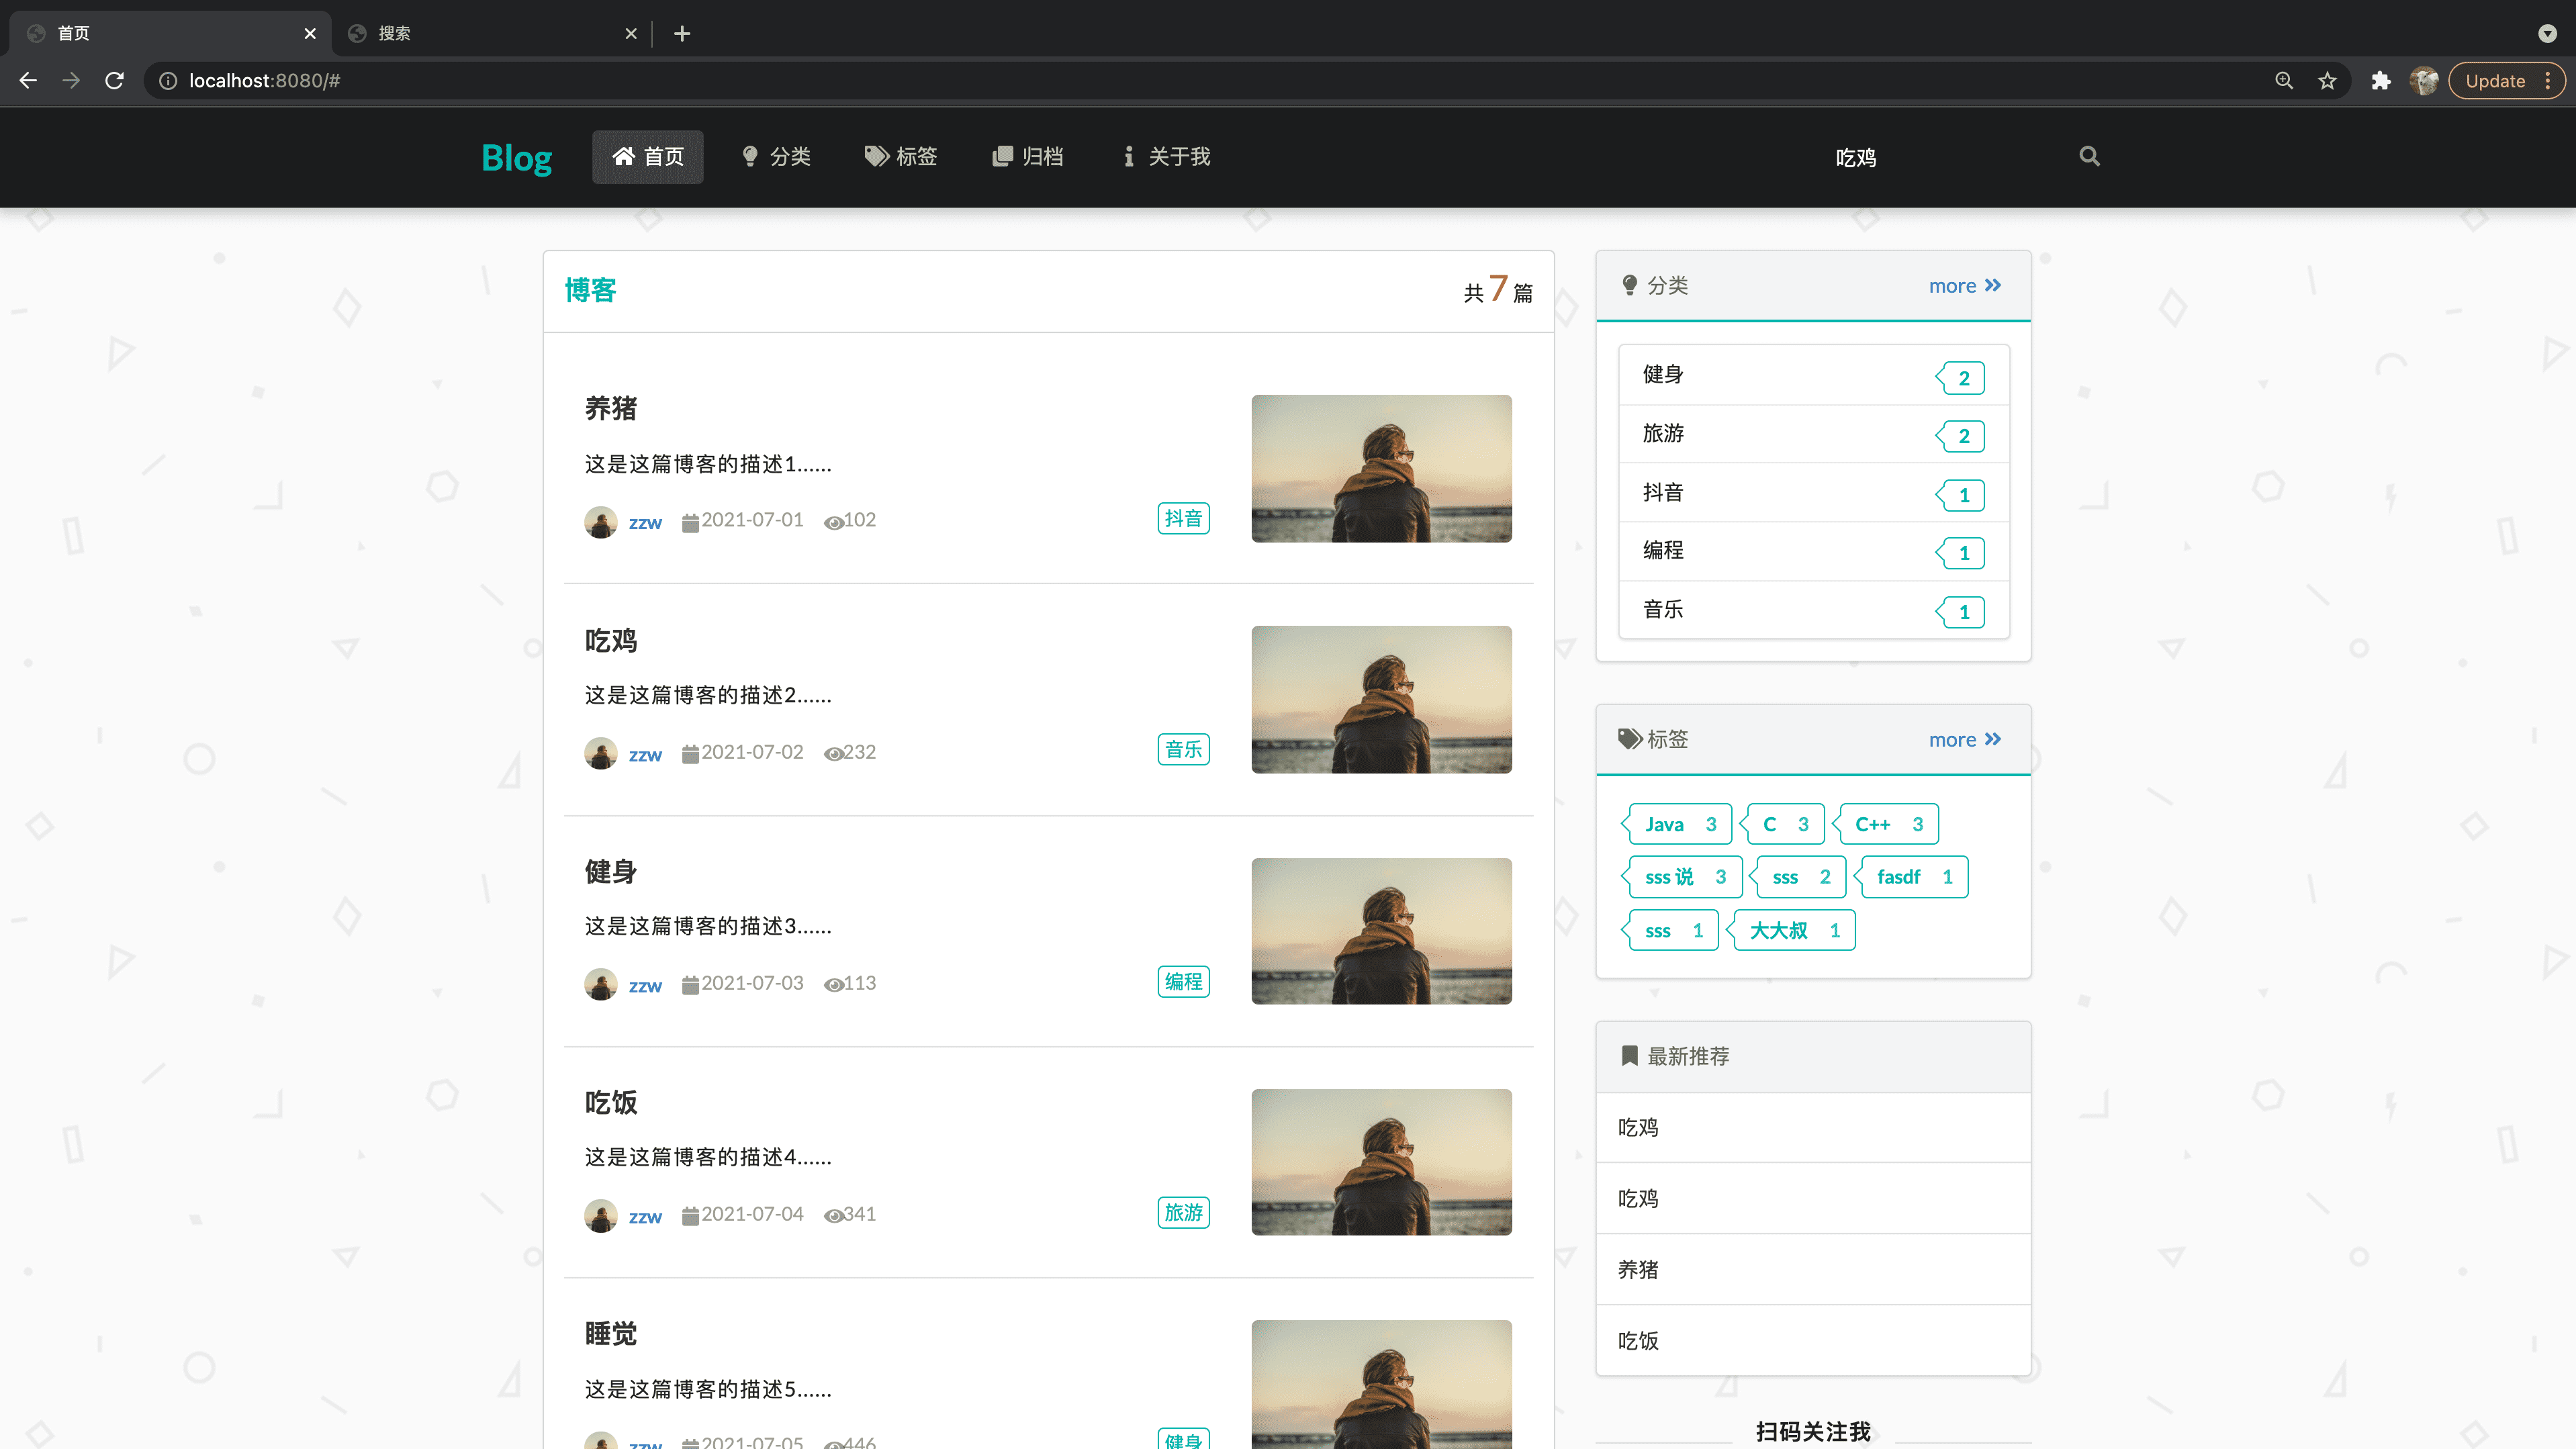 首页
搜索
localhost:8080/#
Update
Blog
首页
分类
标签
归档
关于我
吃鸡
博客
共 7 篇
养猪
这是这篇博客的描述1......
zzw 2021-07-01 102
抖音
吃鸡
这是这篇博客的描述2......
zzw 2021-07-02 232
音乐
健身
这是这篇博客的描述3......
zzw 2021-07-03 113
编程
吃饭
这是这篇博客的描述4......
zzw 2021-07-04 341
旅游
睡觉
这是这篇博客的描述5......
zzw 2021-07-05 446
健身
分类
more
健身 2
旅游 2
抖音 1
编程 1
音乐 1
标签
more
Java 3 C 3 C++ 3
sss 说 3 sss 2 fasdf 1
sss 1 大大叔 1
最新推荐
吃鸡
吃鸡
养猪
吃饭
扫码关注我